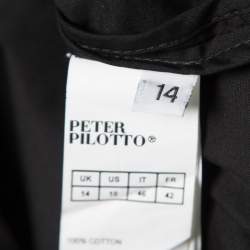 14
PETER
PILOTTO®
UK US IT FR
14 10 46 42
100% COTTON